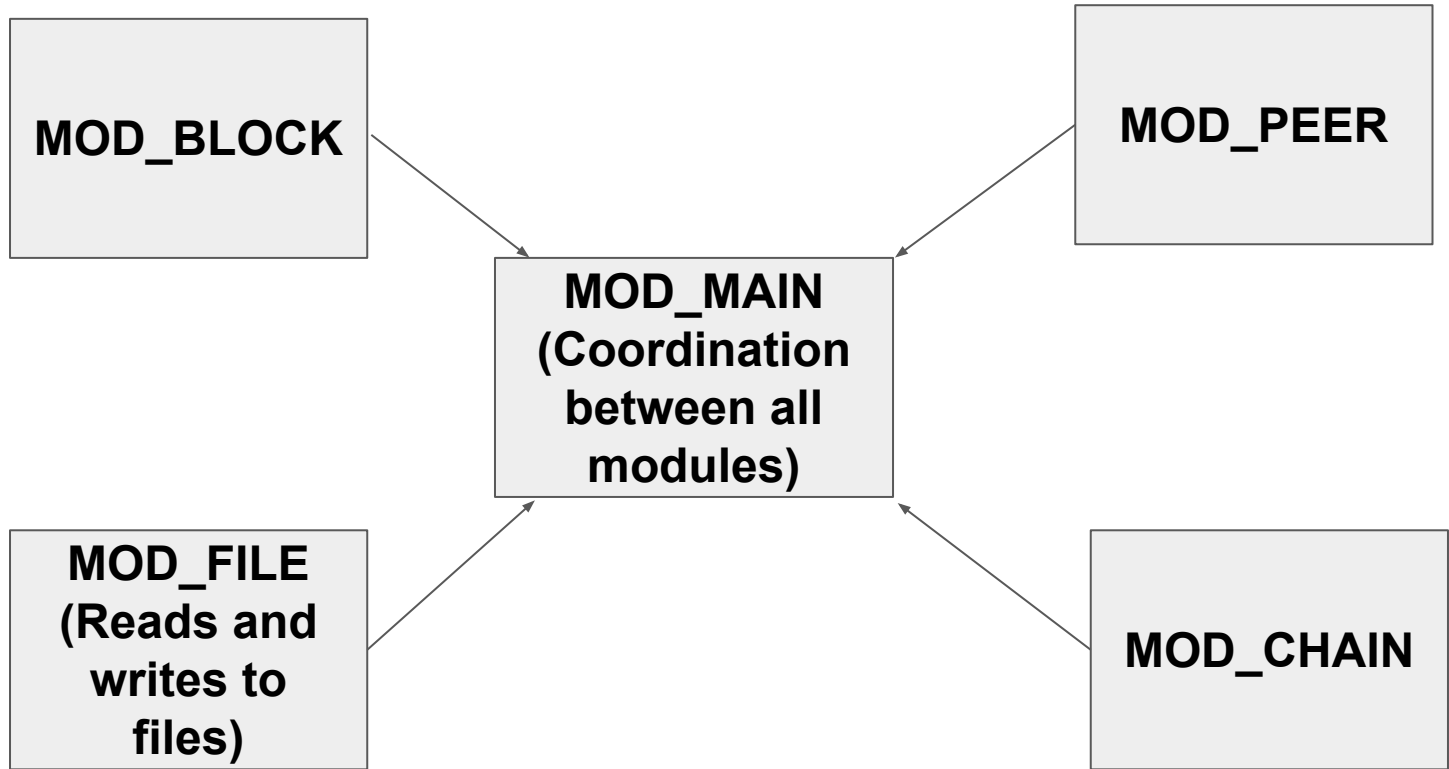 MOD_BLOCK
MOD_PEER
MOD_MAIN
(Coordination
between all
modules)
MOD_FILE
(Reads and
writes to
files)
MOD_CHAIN